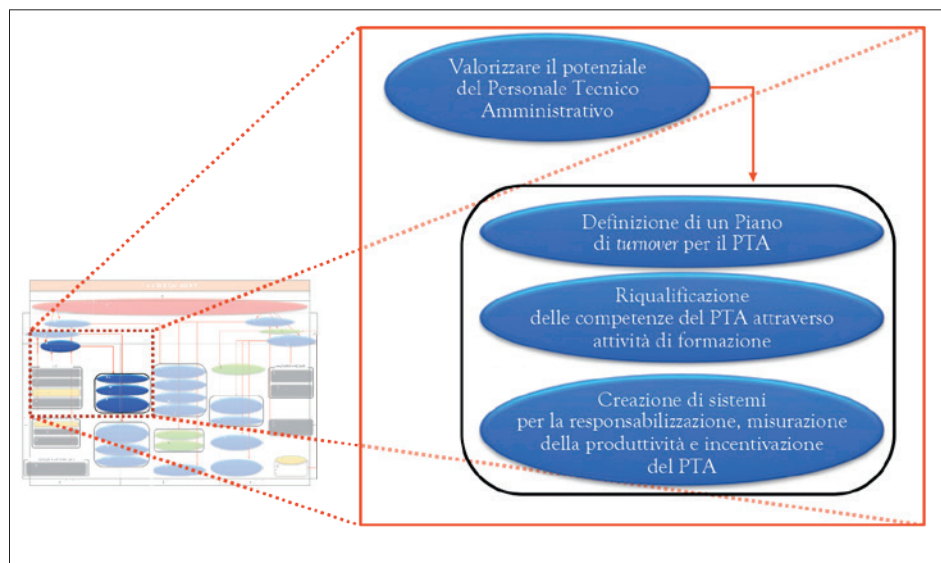 Valorizzare il potenziale
del Personale Tecnico
Amministrativo
Definizione di un Piano
di turnover per il PTA
Riqualificazione
delle competenze del PTA attraverso
attività di formazione
Creazione di sistemi
per la responsabilizzazione, misurazione
della produttività e incentivazione
del PTA